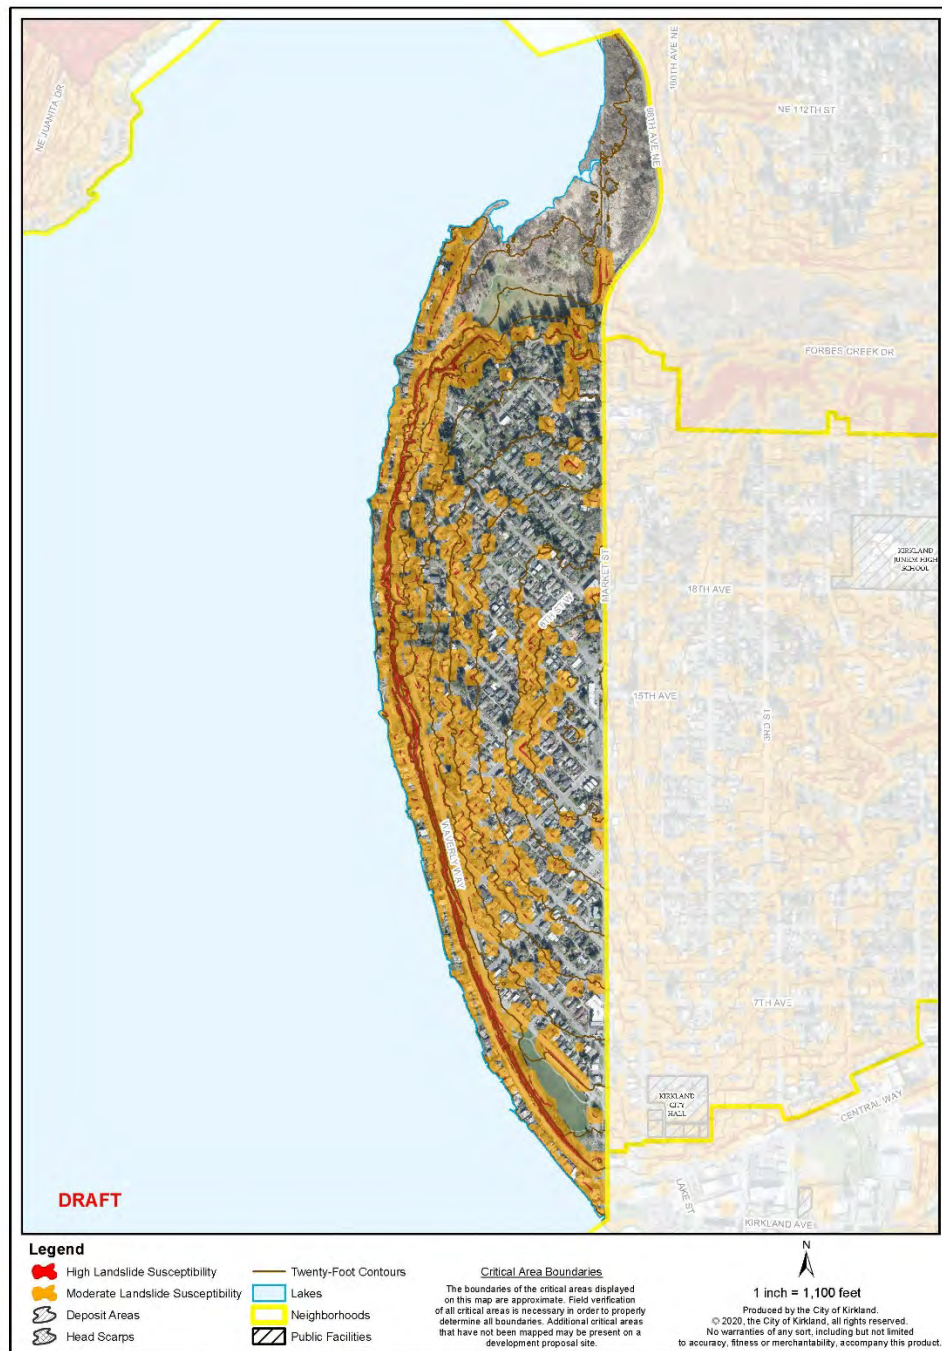 NE JUANITA DR
100TH AVE NE
98TH AVE NE
NE 112TH ST
FORBES CREEK DR
KIRKLAND
JUNIOR HIGH
SCHOOL
MARKET ST
18TH AVE
6TH ST W
15TH AVE
3RD ST
WAVERLY WAY
7TH AVE
KIRKLAND
CITY
HALL
CENTRAL WAY
LAKE ST
KIRKLAND AVE
DRAFT
Legend
High Landslide Susceptibility
Moderate Landslide Susceptibility
Deposit Areas
Head Scarps
Twenty-Foot Contours
Lakes
Neighborhoods
Public Facilities
Critical Area Boundaries
The boundaries of the critical areas displayed
on this map are approximate. Field verification
of all critical areas is necessary in order to properly
determine all boundaries. Additional critical areas
that have not been mapped may be present on a
development proposal site.
N
1 inch = 1,100 feet
Produced by the City of Kirkland.
© 2020, the City of Kirkland, all rights reserved.
No warranties of any sort, including but not limited
to accuracy, fitness or merchantability, accompany this product.